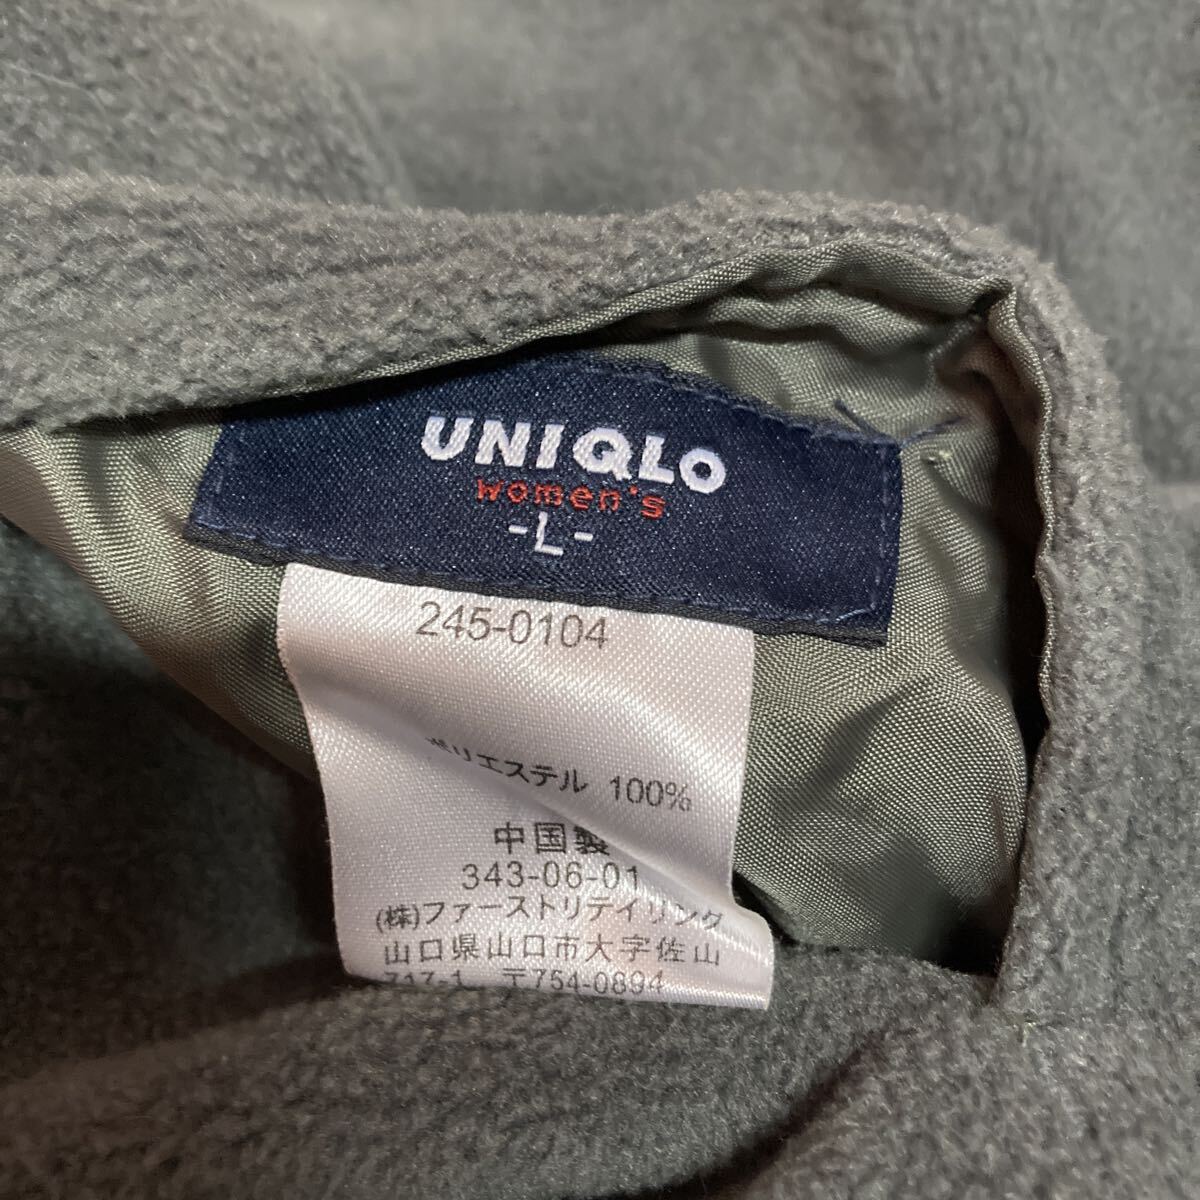 UNIQLO
women's
-L-
245-0104
ポリエステル 100%
中国製
343-06-01
(株)ファーストリテイリング
山口県山口市大字佐山
717-1 〒754-0894